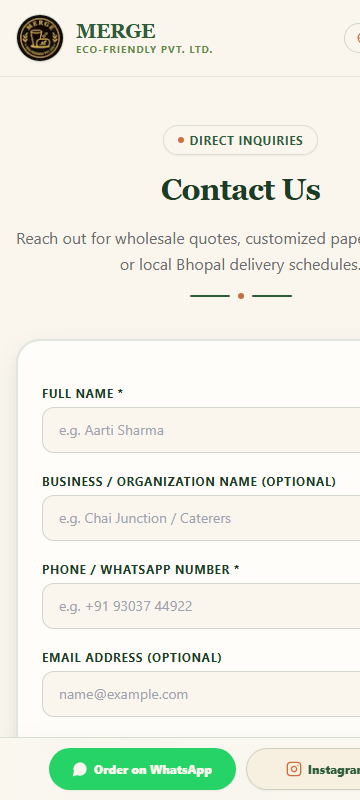 MERGE
MERGE
ECO-FRIENDLY PVT. LTD.
DIRECT INQUIRIES
Contact Us
Reach out for wholesale quotes, customized
or local Bhopal delivery schedules.
FULL NAME *
e.g. Aarti Sharma
BUSINESS / ORGANIZATION NAME (OPTIONAL)
e.g. Chai Junction / Caterers
PHONE / WHATSAPP NUMBER *
e.g. +91 93037 44922
EMAIL ADDRESS (OPTIONAL)
name@example.com
Order on WhatsApp